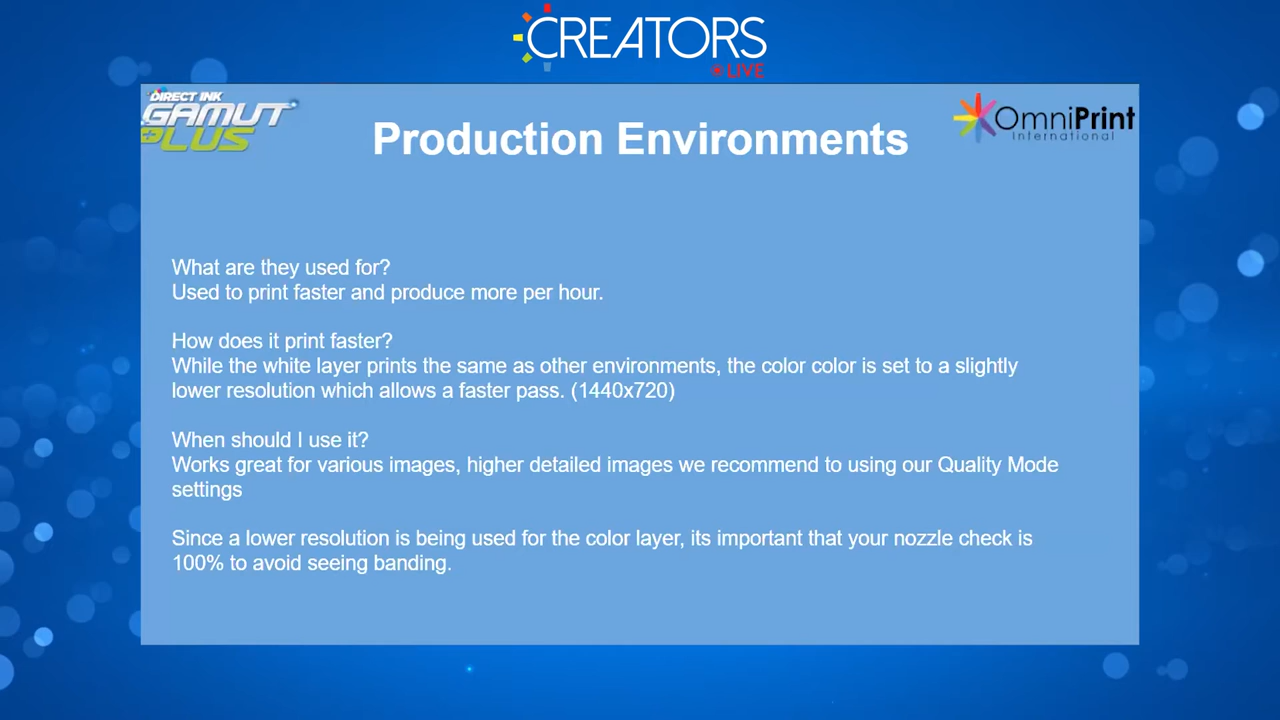 CREATORS
LIVE
DIRECT INK
GAMUT
PLUS
OmniPrint
International
Production Environments
What are they used for?
Used to print faster and produce more per hour.
How does it print faster?
While the white layer prints the same as other environments, the color color is set to a slightly
lower resolution which allows a faster pass. (1440x720)
When should I use it?
Works great for various images, higher detailed images we recommend to using our Quality Mode
settings
Since a lower resolution is being used for the color layer, its important that your nozzle check is
100% to avoid seeing banding.